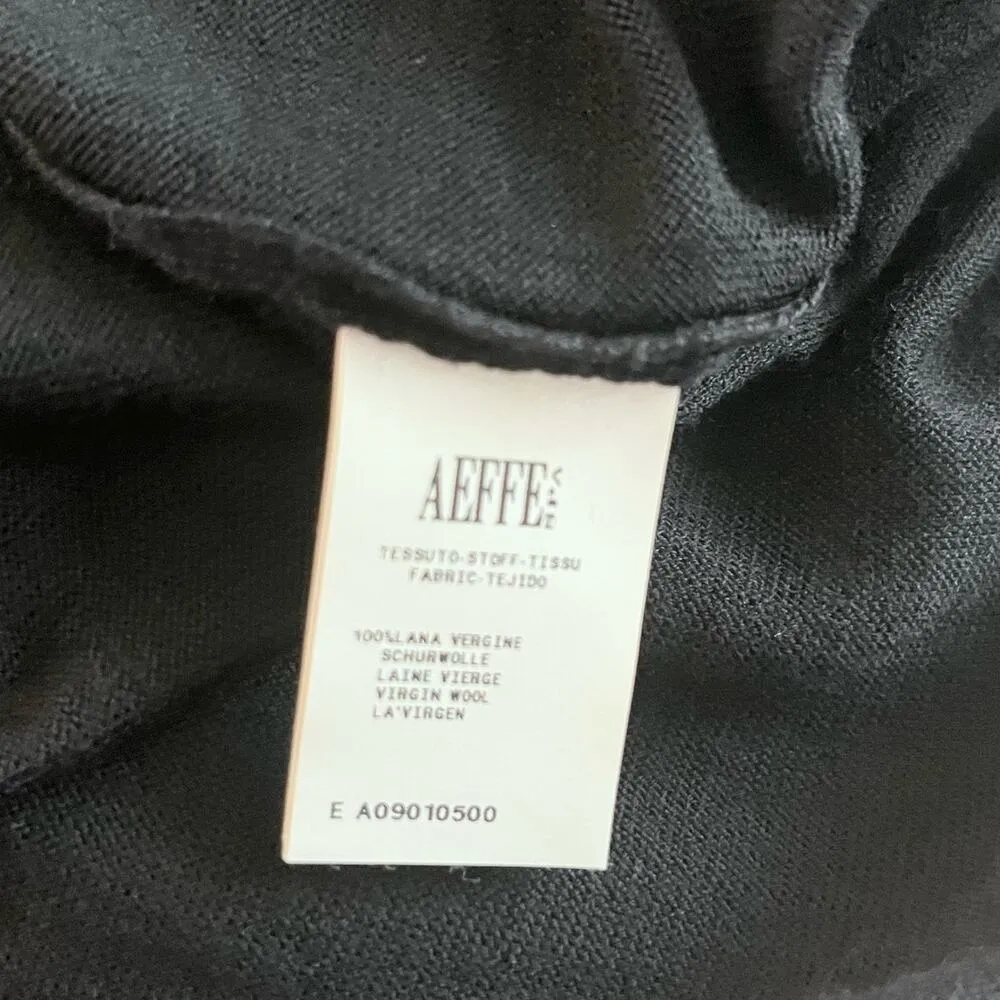 AEFFE
TESSUTO-STOFF-TISSU
FABRIC-TEJIDO
100%LANA VERGINE
SCHURWOLLE
LAINE VIERGE
VIRGIN WOOL
LA'VIRGEN
E A09010500